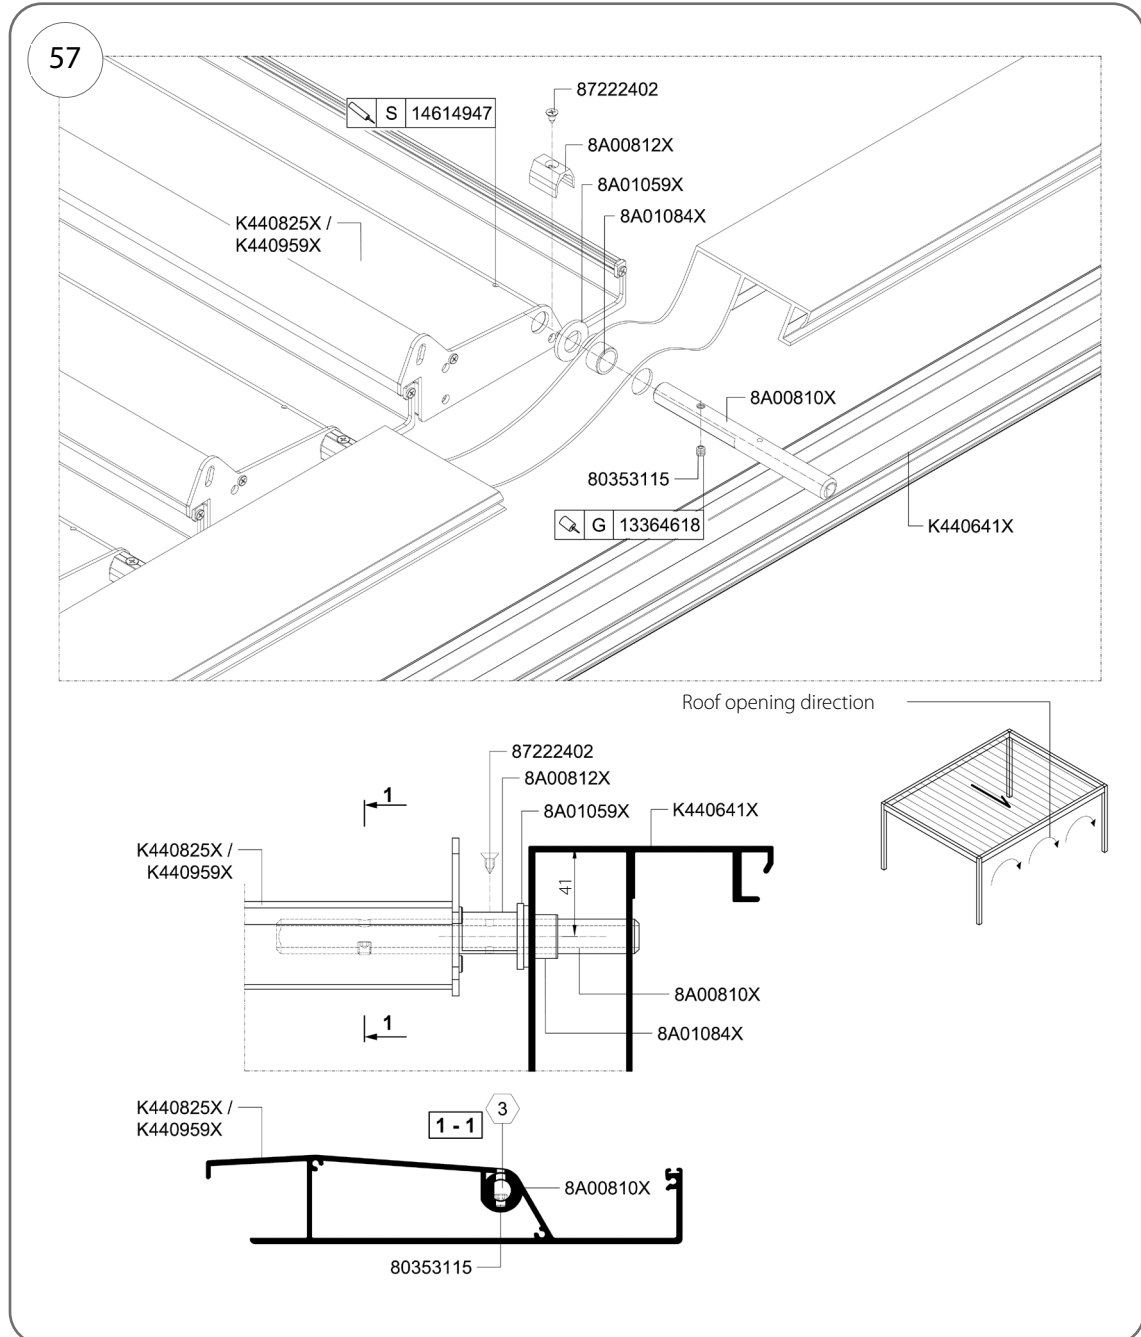 57
87222402
S 14614947
8A00812X
8A01059X
8A01084X
K440825X /
K440959X
8A00810X
80353115
G 13364618
K440641X
Roof opening direction
87222402
8A00812X
8A01059X
K440641X
1
K440825X /
K440959X
41
8A00810X
1
8A01084X
K440825X /
K440959X
1 - 1
3
8A00810X
80353115